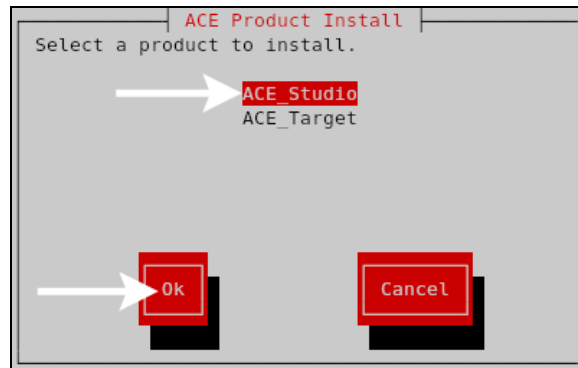 ACE Product Install
Select a product to install.
ACE_Studio
ACE_Target
Ok Cancel